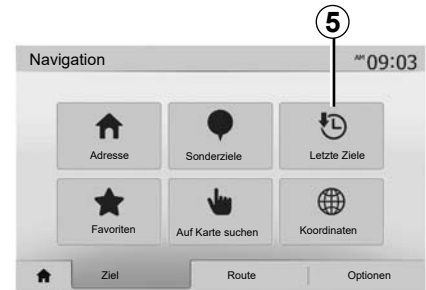 5
Navigation AM 09:03
Adresse Sonderziele Letzte Ziele
Favoriten Auf Karte suchen Koordinaten
Ziel Route Optionen